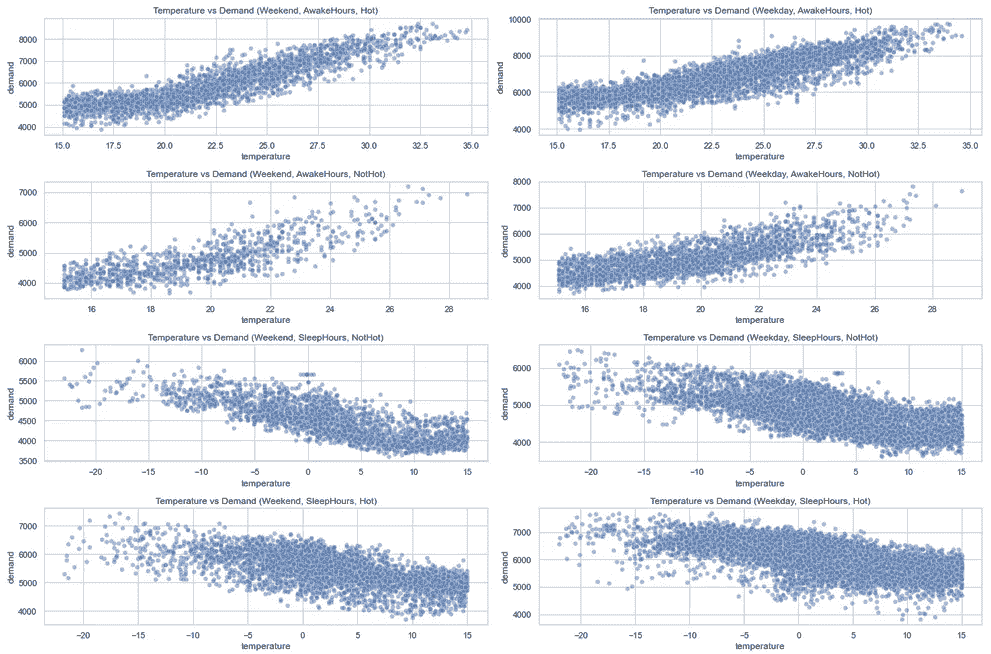 Temperature vs Demand (Weekend, AwakeHours, Hot)
demand
8000
7000
6000
5000
4000
15.0 17.5 20.0 22.5 25.0 27.5 30.0 32.5 35.0
temperature
Temperature vs Demand (Weekday, AwakeHours, Hot)
demand
10000
8000
6000
4000
15.0 17.5 20.0 22.5 25.0 27.5 30.0 32.5 35.0
temperature
Temperature vs Demand (Weekend, AwakeHours, NotHot)
demand
7000
6000
5000
4000
16 18 20 22 24 26 28
temperature
Temperature vs Demand (Weekday, AwakeHours, NotHot)
demand
8000
7000
6000
5000
4000
16 18 20 22 24 26 28
temperature
Temperature vs Demand (Weekend, SleepHours, NotHot)
demand
6000
5500
5000
4500
4000
3500
−20 −15 −10 −5 0 5 10 15
temperature
Temperature vs Demand (Weekday, SleepHours, NotHot)
demand
6000
5000
4000
−20 −15 −10 −5 0 5 10 15
temperature
Temperature vs Demand (Weekend, SleepHours, Hot)
demand
7000
6000
5000
4000
−20 −15 −10 −5 0 5 10 15
temperature
Temperature vs Demand (Weekday, SleepHours, Hot)
demand
7000
6000
5000
4000
−20 −15 −10 −5 0 5 10 15
temperature